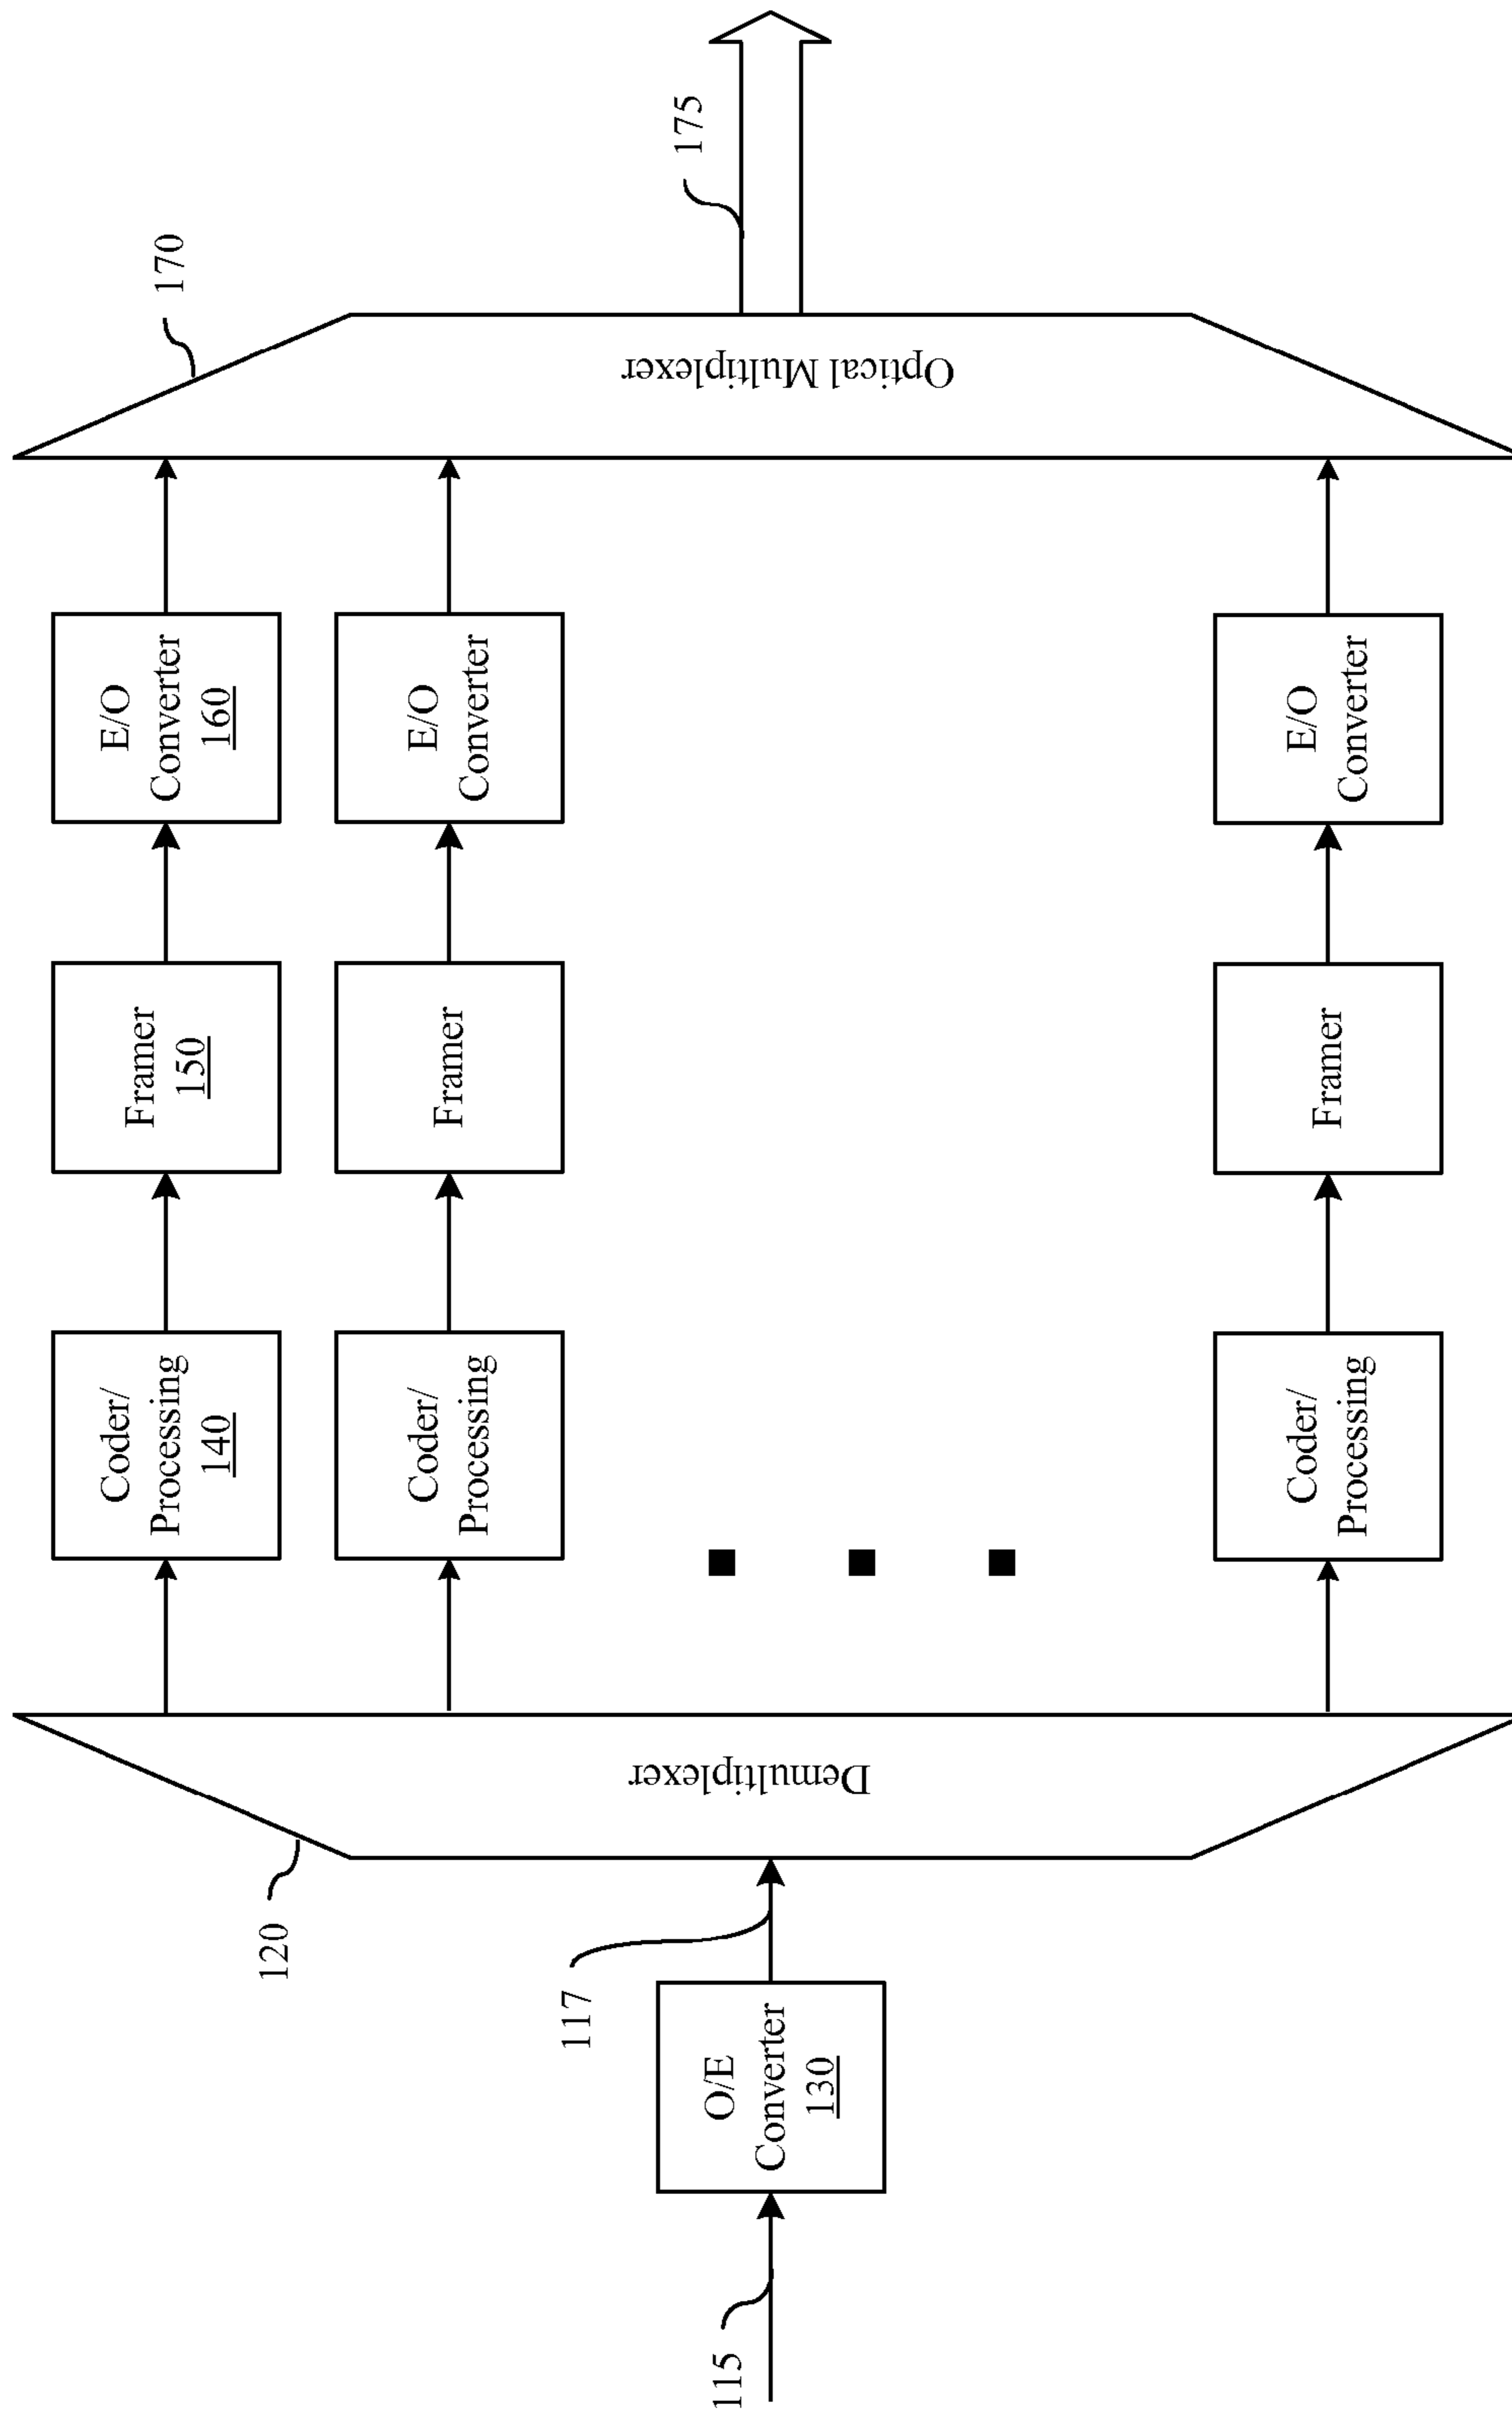 115
O/E
Converter
130
117
120
Demultiplexer
Coder/
Processing
140
Framer
150
E/O
Converter
160
Coder/
Processing
Framer
E/O
Converter
Coder/
Processing
Framer
E/O
Converter
170
Optical Multiplexer
175